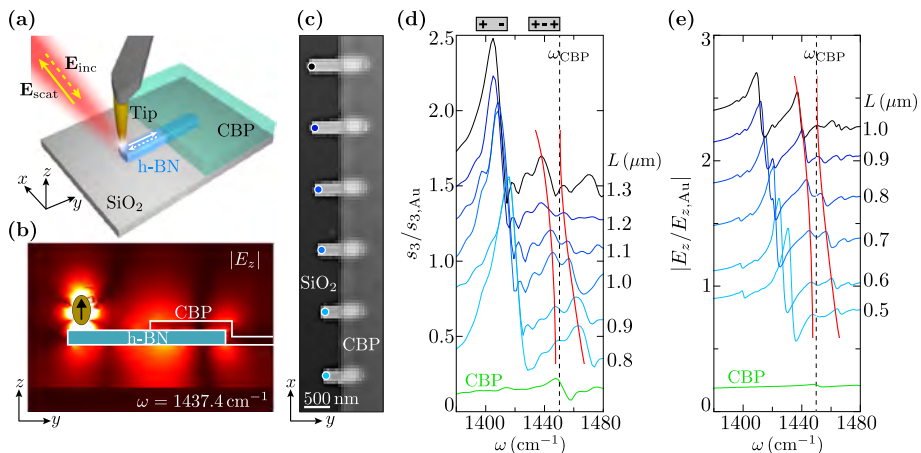 (a)
E_inc
E_scat
Tip
CBP
h-BN
SiO₂
x
z
y
(b)
|E_z|
CBP
h-BN
ω = 1437.4 cm⁻¹
z
y
(c)
SiO₂
CBP
500 nm
x
y
(d)
+ -
+ - +
ω_CBP
2.5
2.0
1.5
1.0
0.5
0
s₃/s₃,Au
L (μm)
1.3
1.2
1.1
1.0
0.9
0.8
CBP
1400
1440
1480
ω (cm⁻¹)
(e)
ω_CBP
3
2
1
0
|E_z/E_z,Au|
L (μm)
1.0
0.9
0.8
0.7
0.6
0.5
CBP
1400
1440
1480
ω (cm⁻¹)